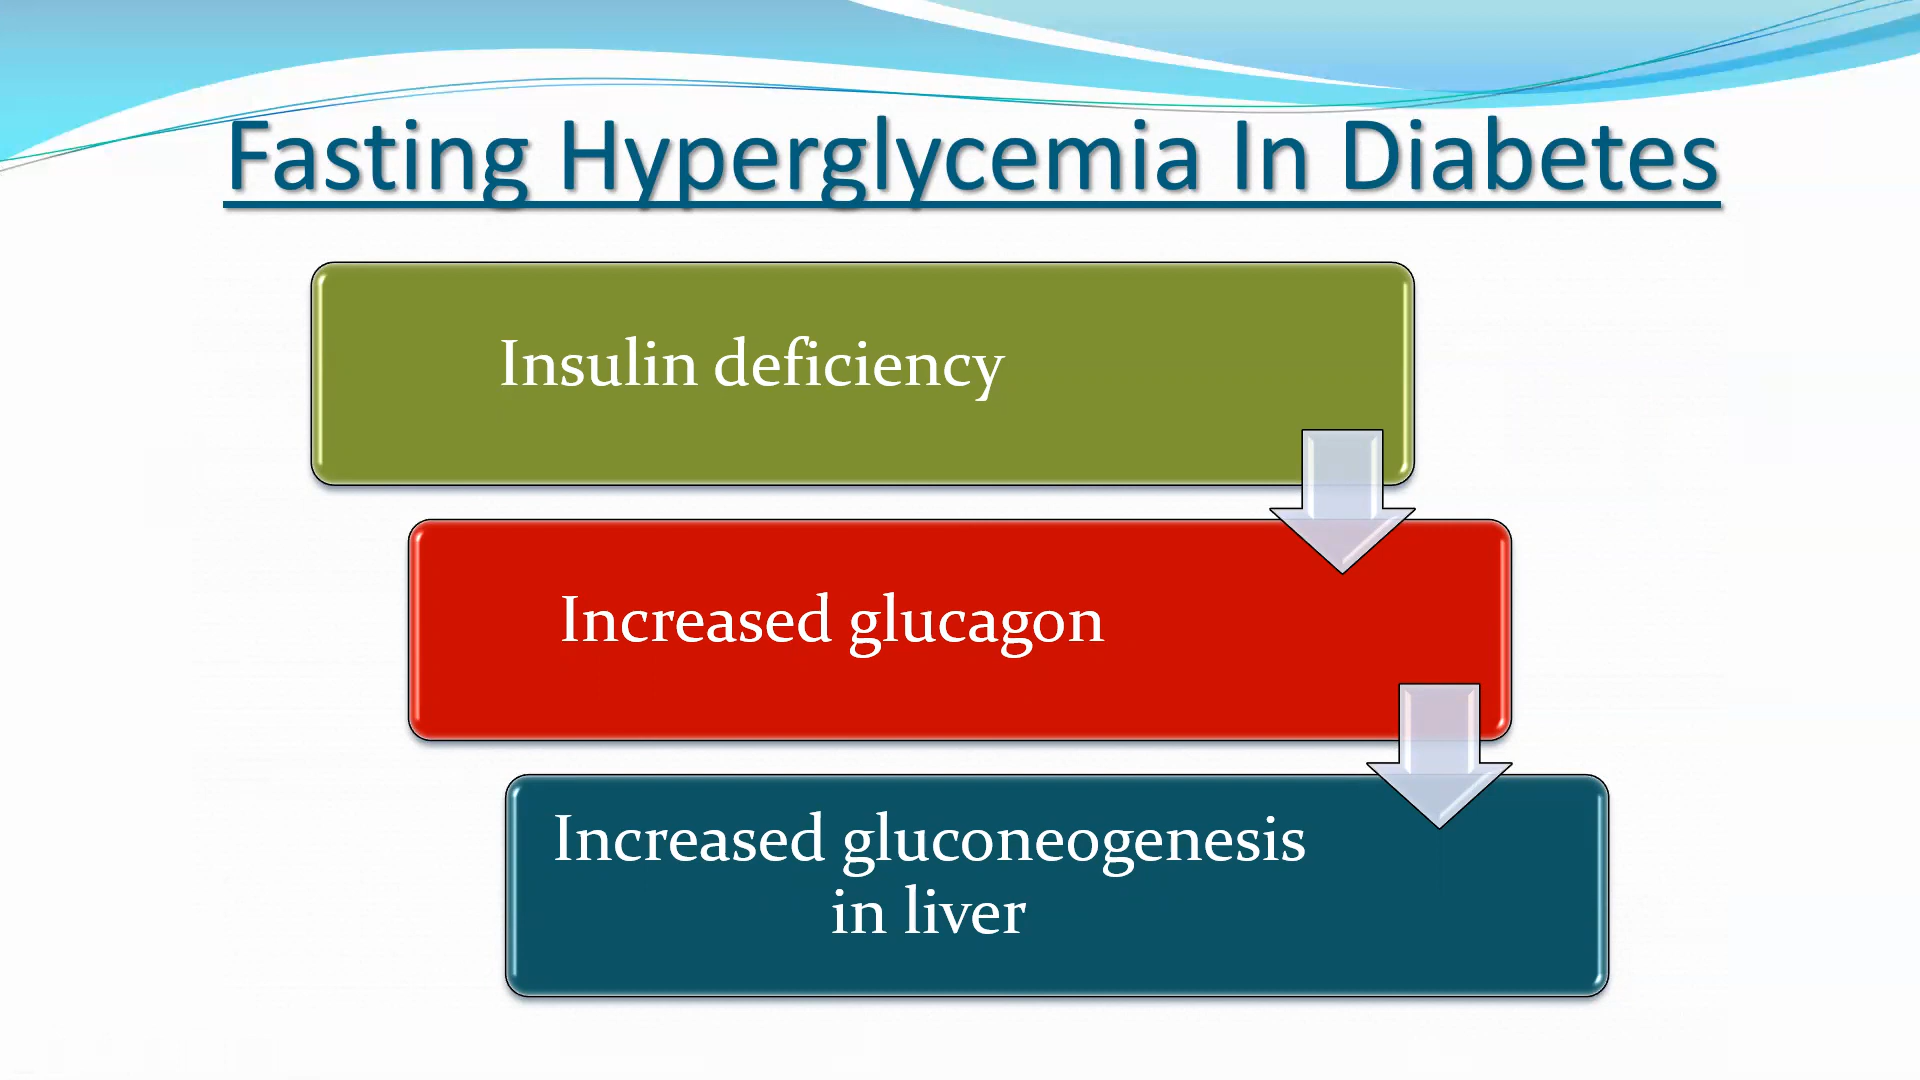 Fasting Hyperglycemia In Diabetes
Insulin deficiency
Increased glucagon
Increased gluconeogenesis
in liver